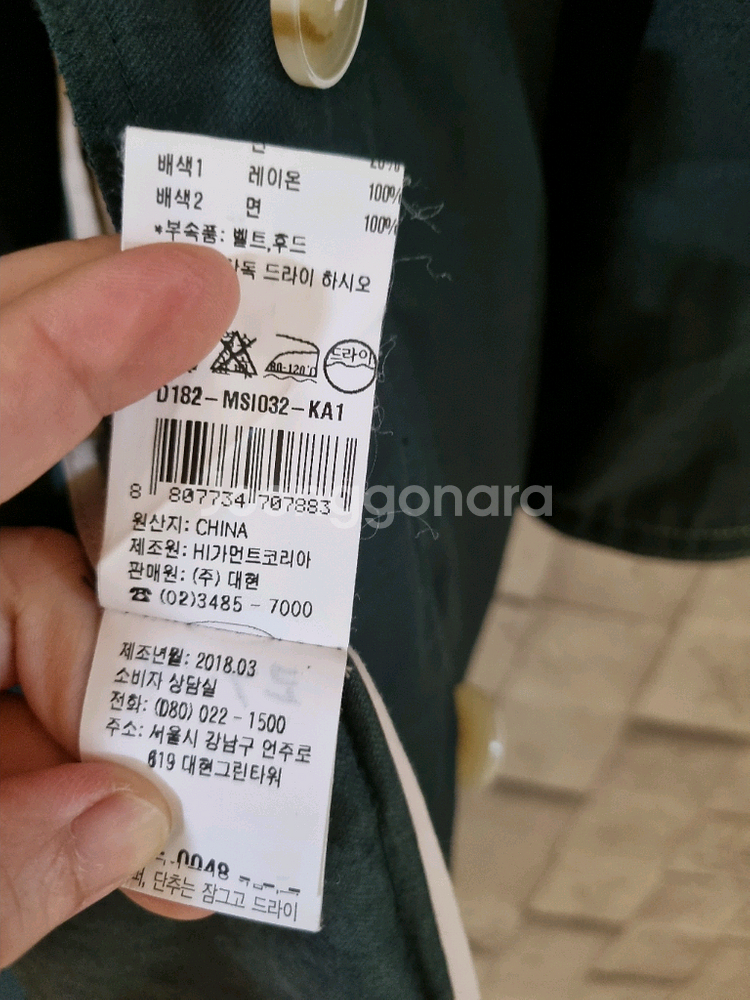 배색1 레이온 100%
배색2 면 100%
*부속품: 벨트,후드
드라이 하시오
80-120℃
드라이
D182-MSI032-KA1
8 807734 707883
joonggonara
원산지: CHINA
제조원: HI가먼트코리아
판매원: (주) 대현
☎ (02)3485 - 7000
제조년월: 2018.03
소비자 상담실
전화: (080) 022 - 1500
주소: 서울시 강남구 언주로
619 대현그린타워
단추는 잠그고 드라이